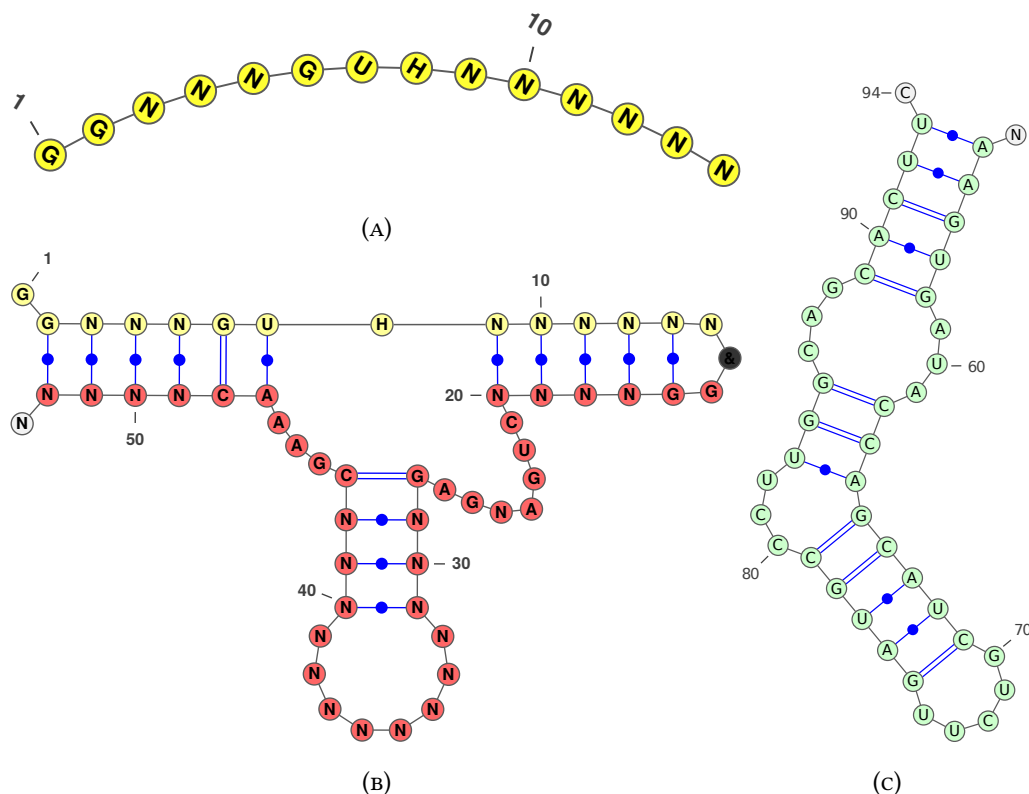 1
10
G G N N N G U H N N N N N N
(A)
1
10
G
G N N N G U H N N N N N N
&
N N N N N C A
50
20
N N N N G G
A A G C
G A G N A G U C
N N
N N
30
40
N N
N N N N N N N N
(B)
94
C U U C A C G A C G G U U C C
N A A G U G A U A C C A G C A U C G U C U U G A U G C
90
60
80
70
(C)